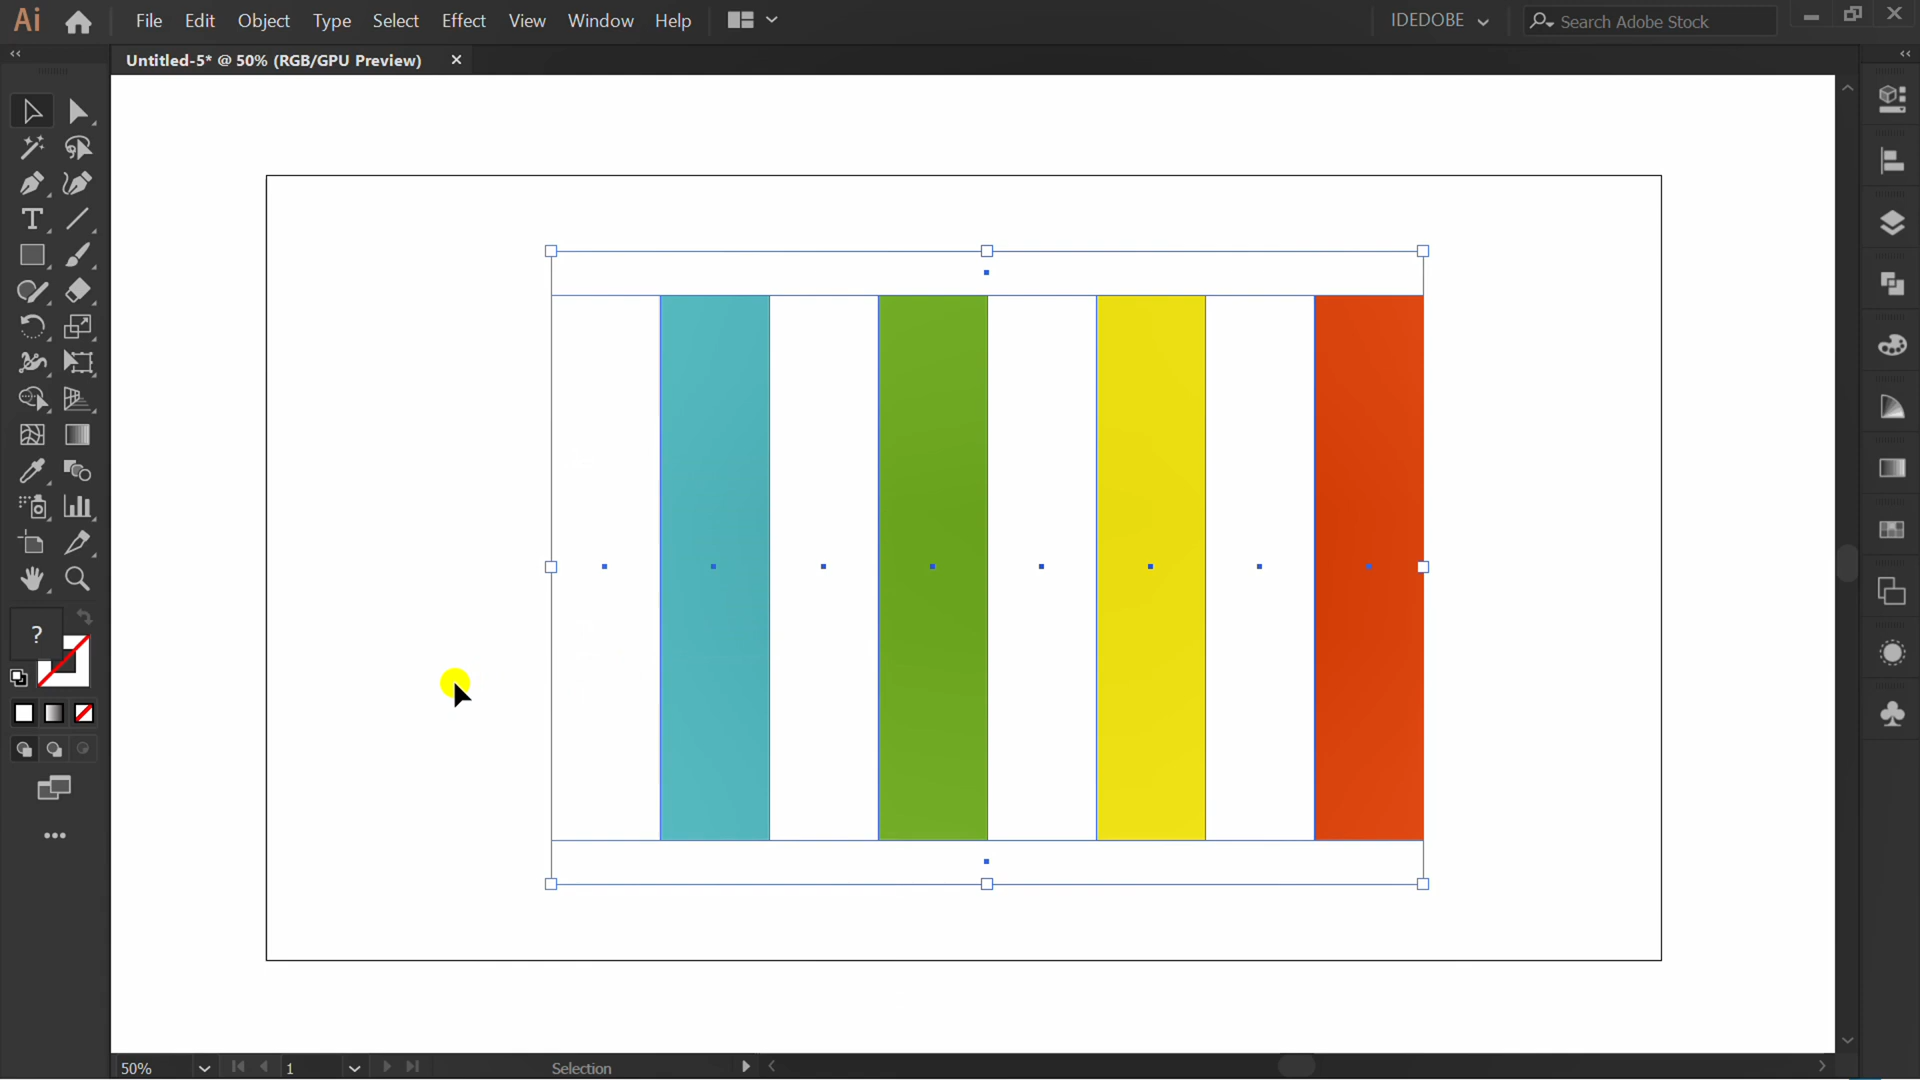 Ai File Edit Object Type Select Effect View Window Help IDEDOBE Search Adobe Stock
Untitled-5* @ 50% (RGB/GPU Preview)
T
?
50% 1 Selection